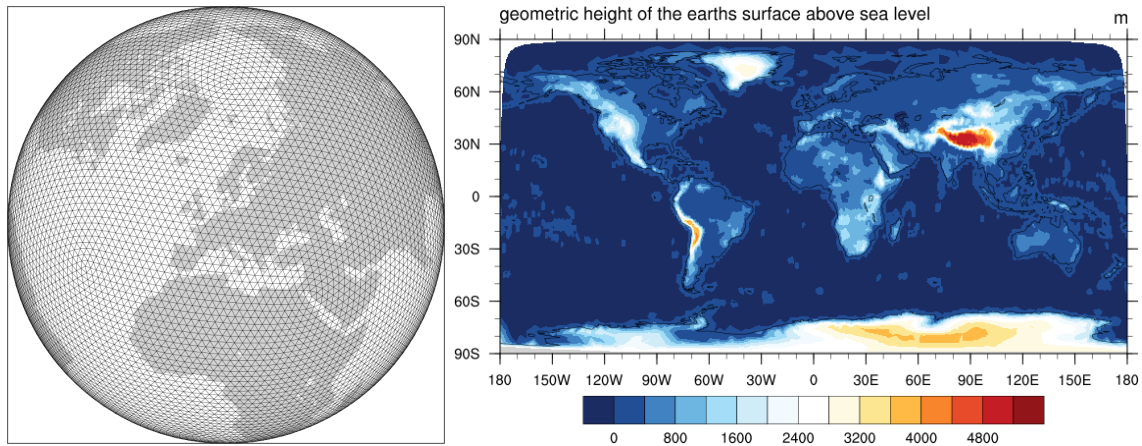 geometric height of the earths surface above sea level m
90N
60N
30N
0
30S
60S
90S
180 150W 120W 90W 60W 30W 0 30E 60E 90E 120E 150E 180
0 800 1600 2400 3200 4000 4800